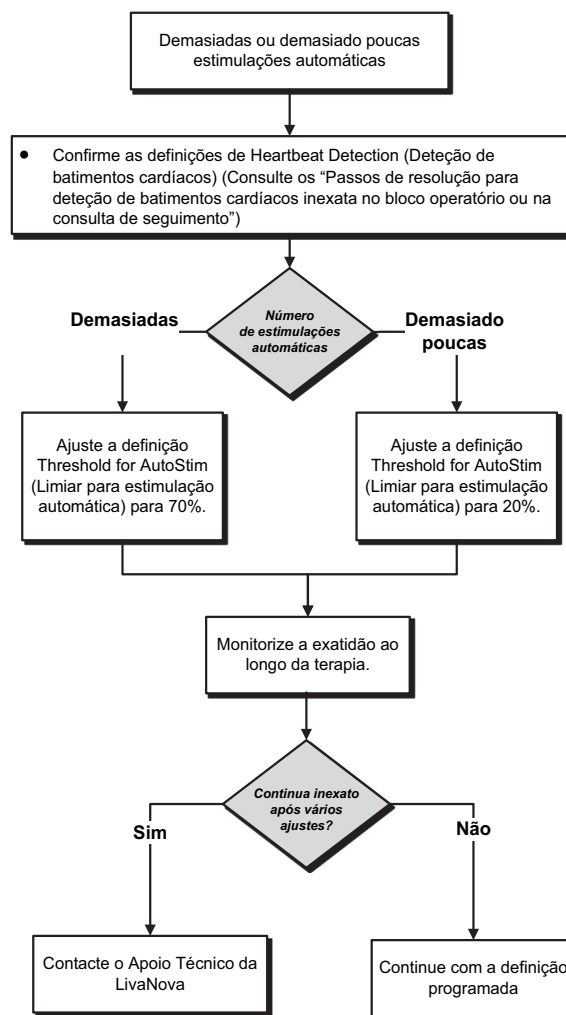 Demasiadas ou demasiado poucas
estimulações automáticas
• Confirme as definições de Heartbeat Detection (Deteção de
batimentos cardíacos) (Consulte os “Passos de resolução para
deteção de batimentos cardíacos inexata no bloco operatório ou na
consulta de seguimento”)
Número
de estimulações
automáticas
Demasiadas
Demasiado
poucas
Ajuste a definição
Threshold for AutoStim
(Limiar para estimulação
automática) para 70%.
Ajuste a definição
Threshold for AutoStim
(Limiar para estimulação
automática) para 20%.
Monitorize a exatidão ao
longo da terapia.
Continua inexato
após vários
ajustes?
Sim
Não
Contacte o Apoio Técnico da
LivaNova
Continue com a definição
programada